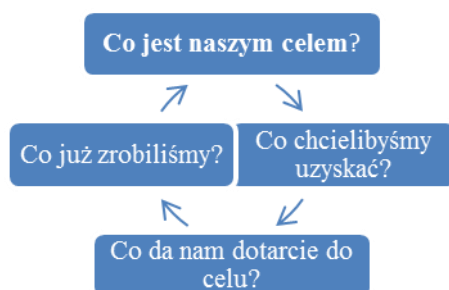 Co jest naszym celem?
Co już zrobiliśmy?
Co chcielibyśmy
uzyskać?
Co da nam dotarcie do
celu?